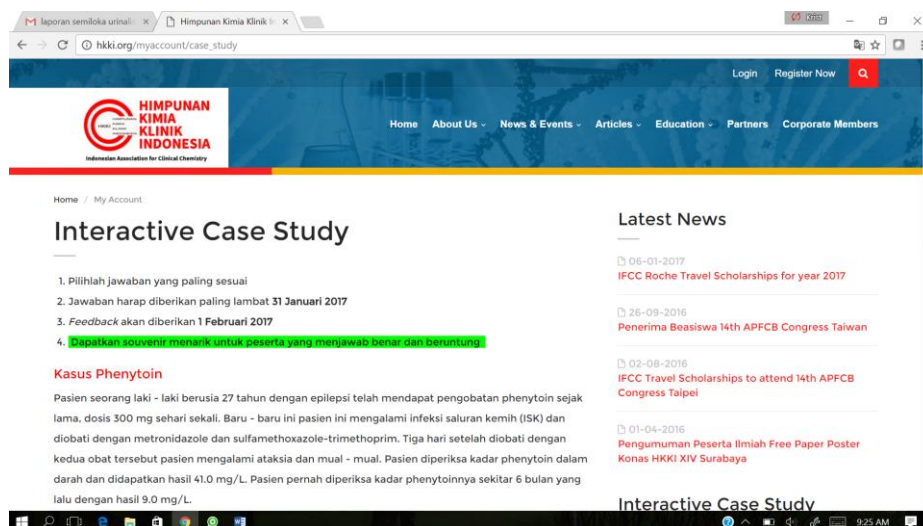 laporan semiloka urinali
Himpunan Kimia Klinik In
hkki.org/myaccount/case_study
Login Register Now
HIMPUNAN
KIMIA
KLINIK
INDONESIA
Indonesian Association for Clinical Chemistry
Home About Us News & Events Articles Education Partners Corporate Members
Home / My Account
Interactive Case Study
1. Pilihlah jawaban yang paling sesuai
2. Jawaban harap diberikan paling lambat 31 Januari 2017
3. Feedback akan diberikan 1 Februari 2017
4. Dapatkan souvenir menarik untuk peserta yang menjawab benar dan beruntung
Kasus Phenytoin
Pasien seorang laki - laki berusia 27 tahun dengan epilepsi telah mendapat pengobatan phenytoin sejak
lama, dosis 300 mg sehari sekali. Baru - baru ini pasien ini mengalami infeksi saluran kemih (ISK) dan
diobati dengan metronidazole dan sulfamethoxazole-trimethoprim. Tiga hari setelah diobati dengan
kedua obat tersebut pasien mengalami ataksia dan mual - mual. Pasien diperiksa kadar phenytoin dalam
darah dan didapatkan hasil 41.0 mg/L. Pasien pernah diperiksa kadar phenytoinnya sekitar 6 bulan yang
lalu dengan hasil 9.0 mg/L.
Latest News
06-01-2017
IFCC Roche Travel Scholarships for year 2017
26-09-2016
Penerima Beasiswa 14th APFCB Congress Taiwan
02-08-2016
IFCC Travel Scholarships to attend 14th APFCB
Congress Taipei
01-04-2016
Pengumuman Peserta Ilmiah Free Paper Poster
Konas HKKI XIV Surabaya
Interactive Case Study
9:25 AM